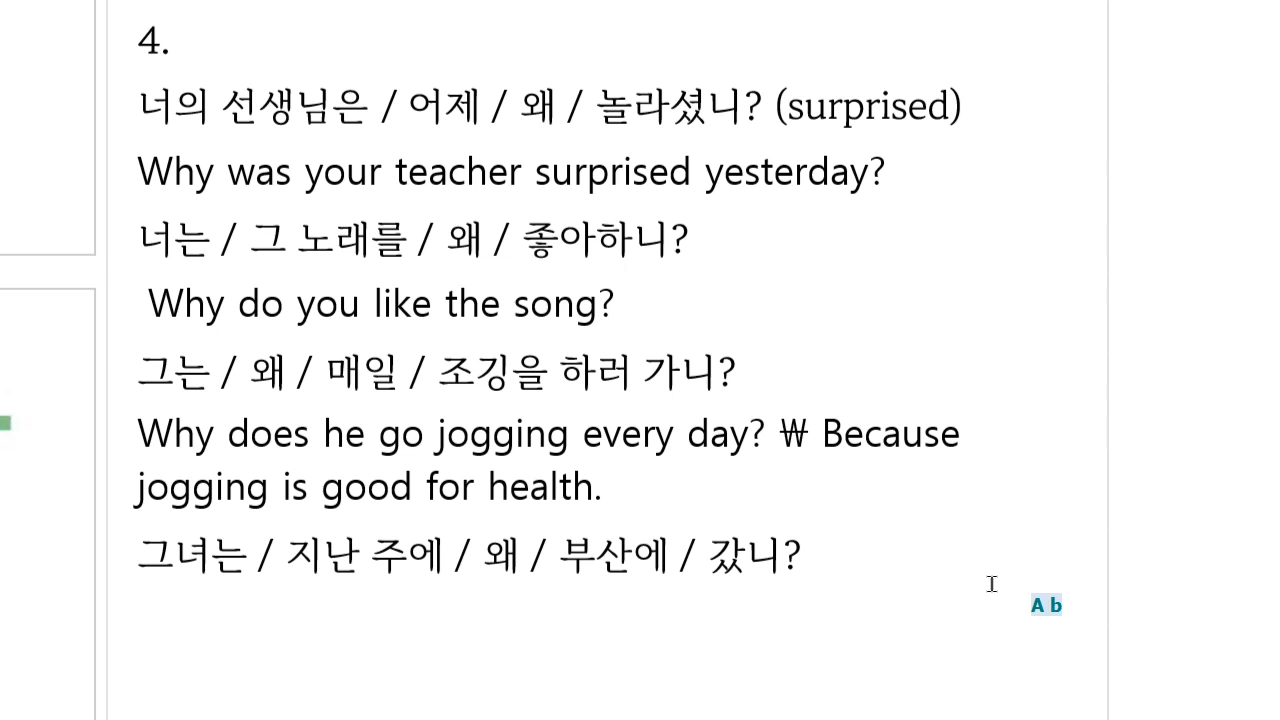 4.
너의 선생님은 / 어제 / 왜 / 놀라셨니? (surprised)
Why was your teacher surprised yesterday?
너는 / 그 노래를 / 왜 / 좋아하니?
Why do you like the song?
그는 / 왜 / 매일 / 조깅을 하러 가니?
Why does he go jogging every day? ₩ Because
jogging is good for health.
그녀는 / 지난 주에 / 왜 / 부산에 / 갔니?
A b